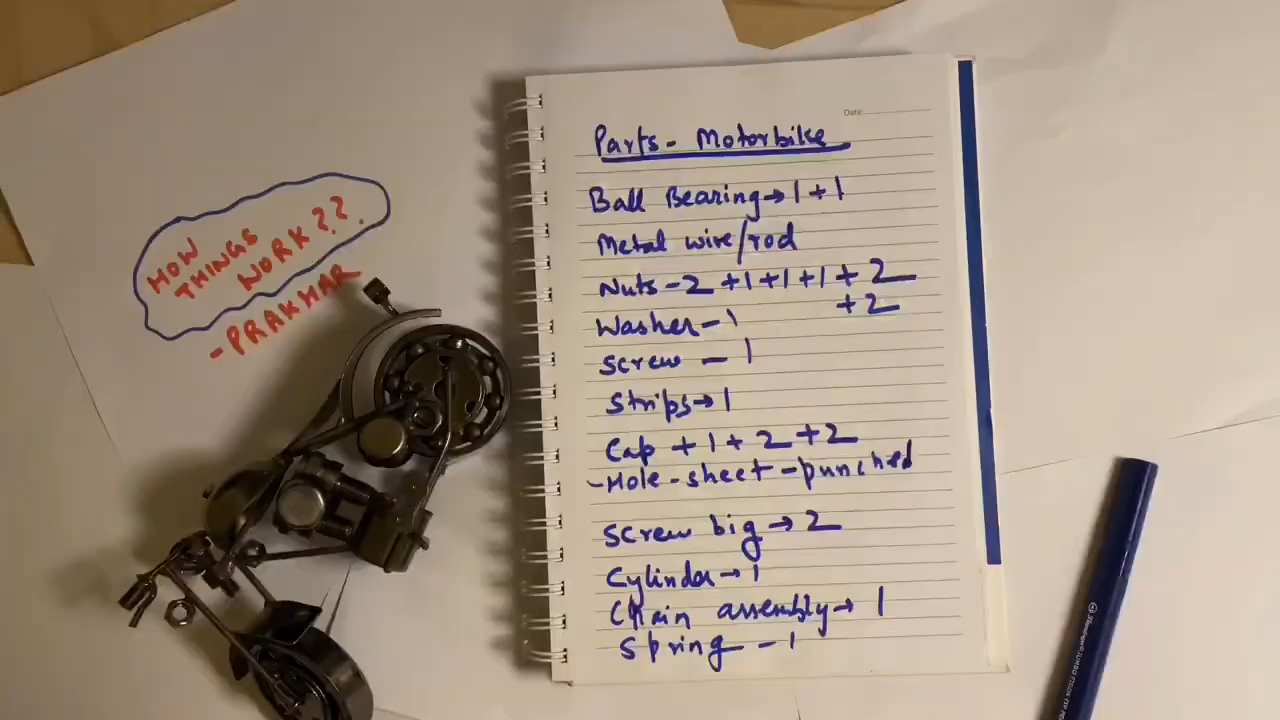 HOW
THINGS
WORK??.
-PRAKHAR
Date:
Parts - Motorbike
Ball Bearing → 1 + 1
Metal wire/rod
Nuts - 2 + 1 + 1 + 1 + 2
+ 2
Washer - 1
Screw - 1
Strips → 1
Cap + 1 + 2 + 2
- Hole - sheet - punched
Screw big → 2
Cylinder → 1
Chain assembly → 1
Spring - 1